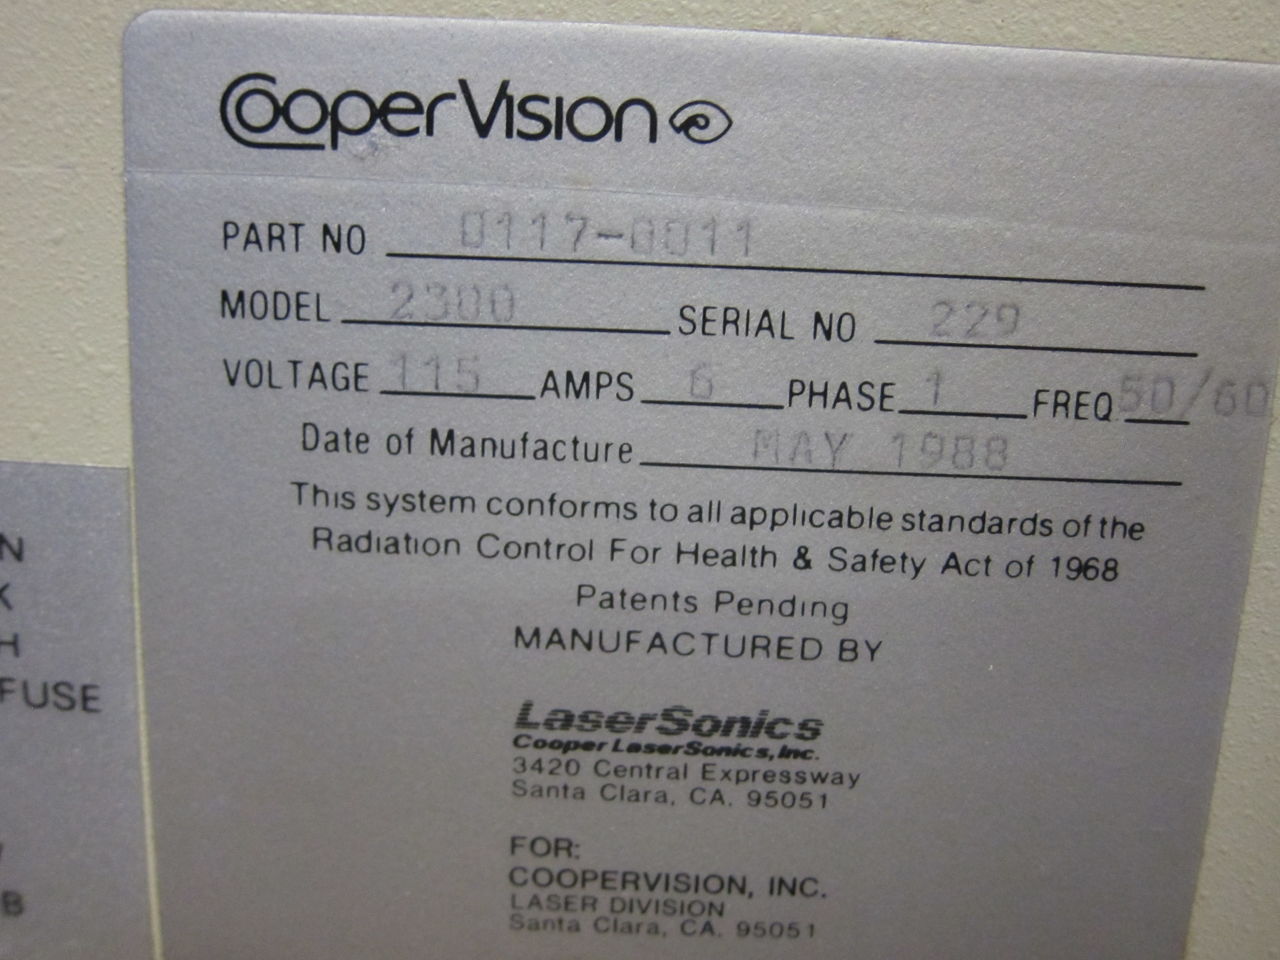 CooperVision
PART NO 0117-0011
MODEL 2300 SERIAL NO 229
VOLTAGE 115 AMPS 6 PHASE 1 FREQ 50/60
Date of Manufacture MAY 1988
This system conforms to all applicable standards of the
Radiation Control For Health & Safety Act of 1968
Patents Pending
MANUFACTURED BY
LaserSonics
Cooper LaserSonics, Inc.
3420 Central Expressway
Santa Clara, CA. 95051
FOR:
COOPERVISION, INC.
LASER DIVISION
Santa Clara, CA. 95051
N
K
H
FUSE
B